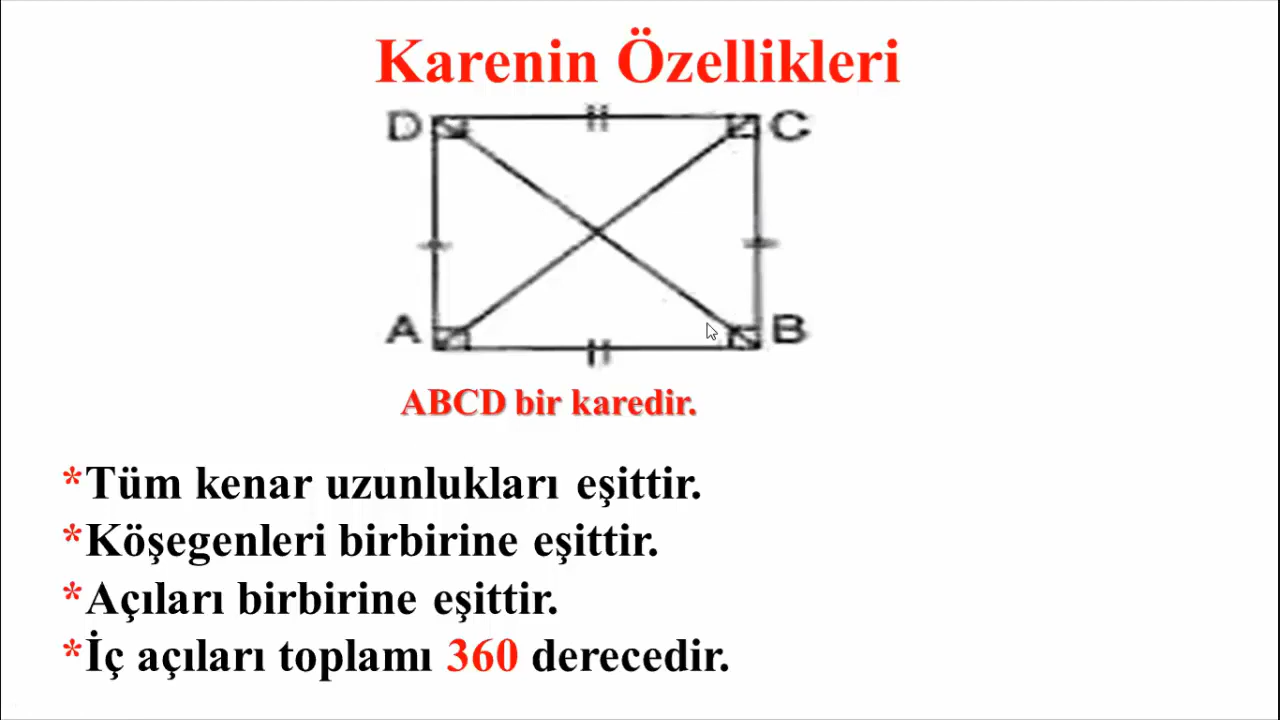 Karenin Özellikleri
D C
A B
ABCD bir karedir.
*Tüm kenar uzunlukları eşittir.
*Köşegenleri birbirine eşittir.
*Açıları birbirine eşittir.
*İç açıları toplamı 360 derecedir.